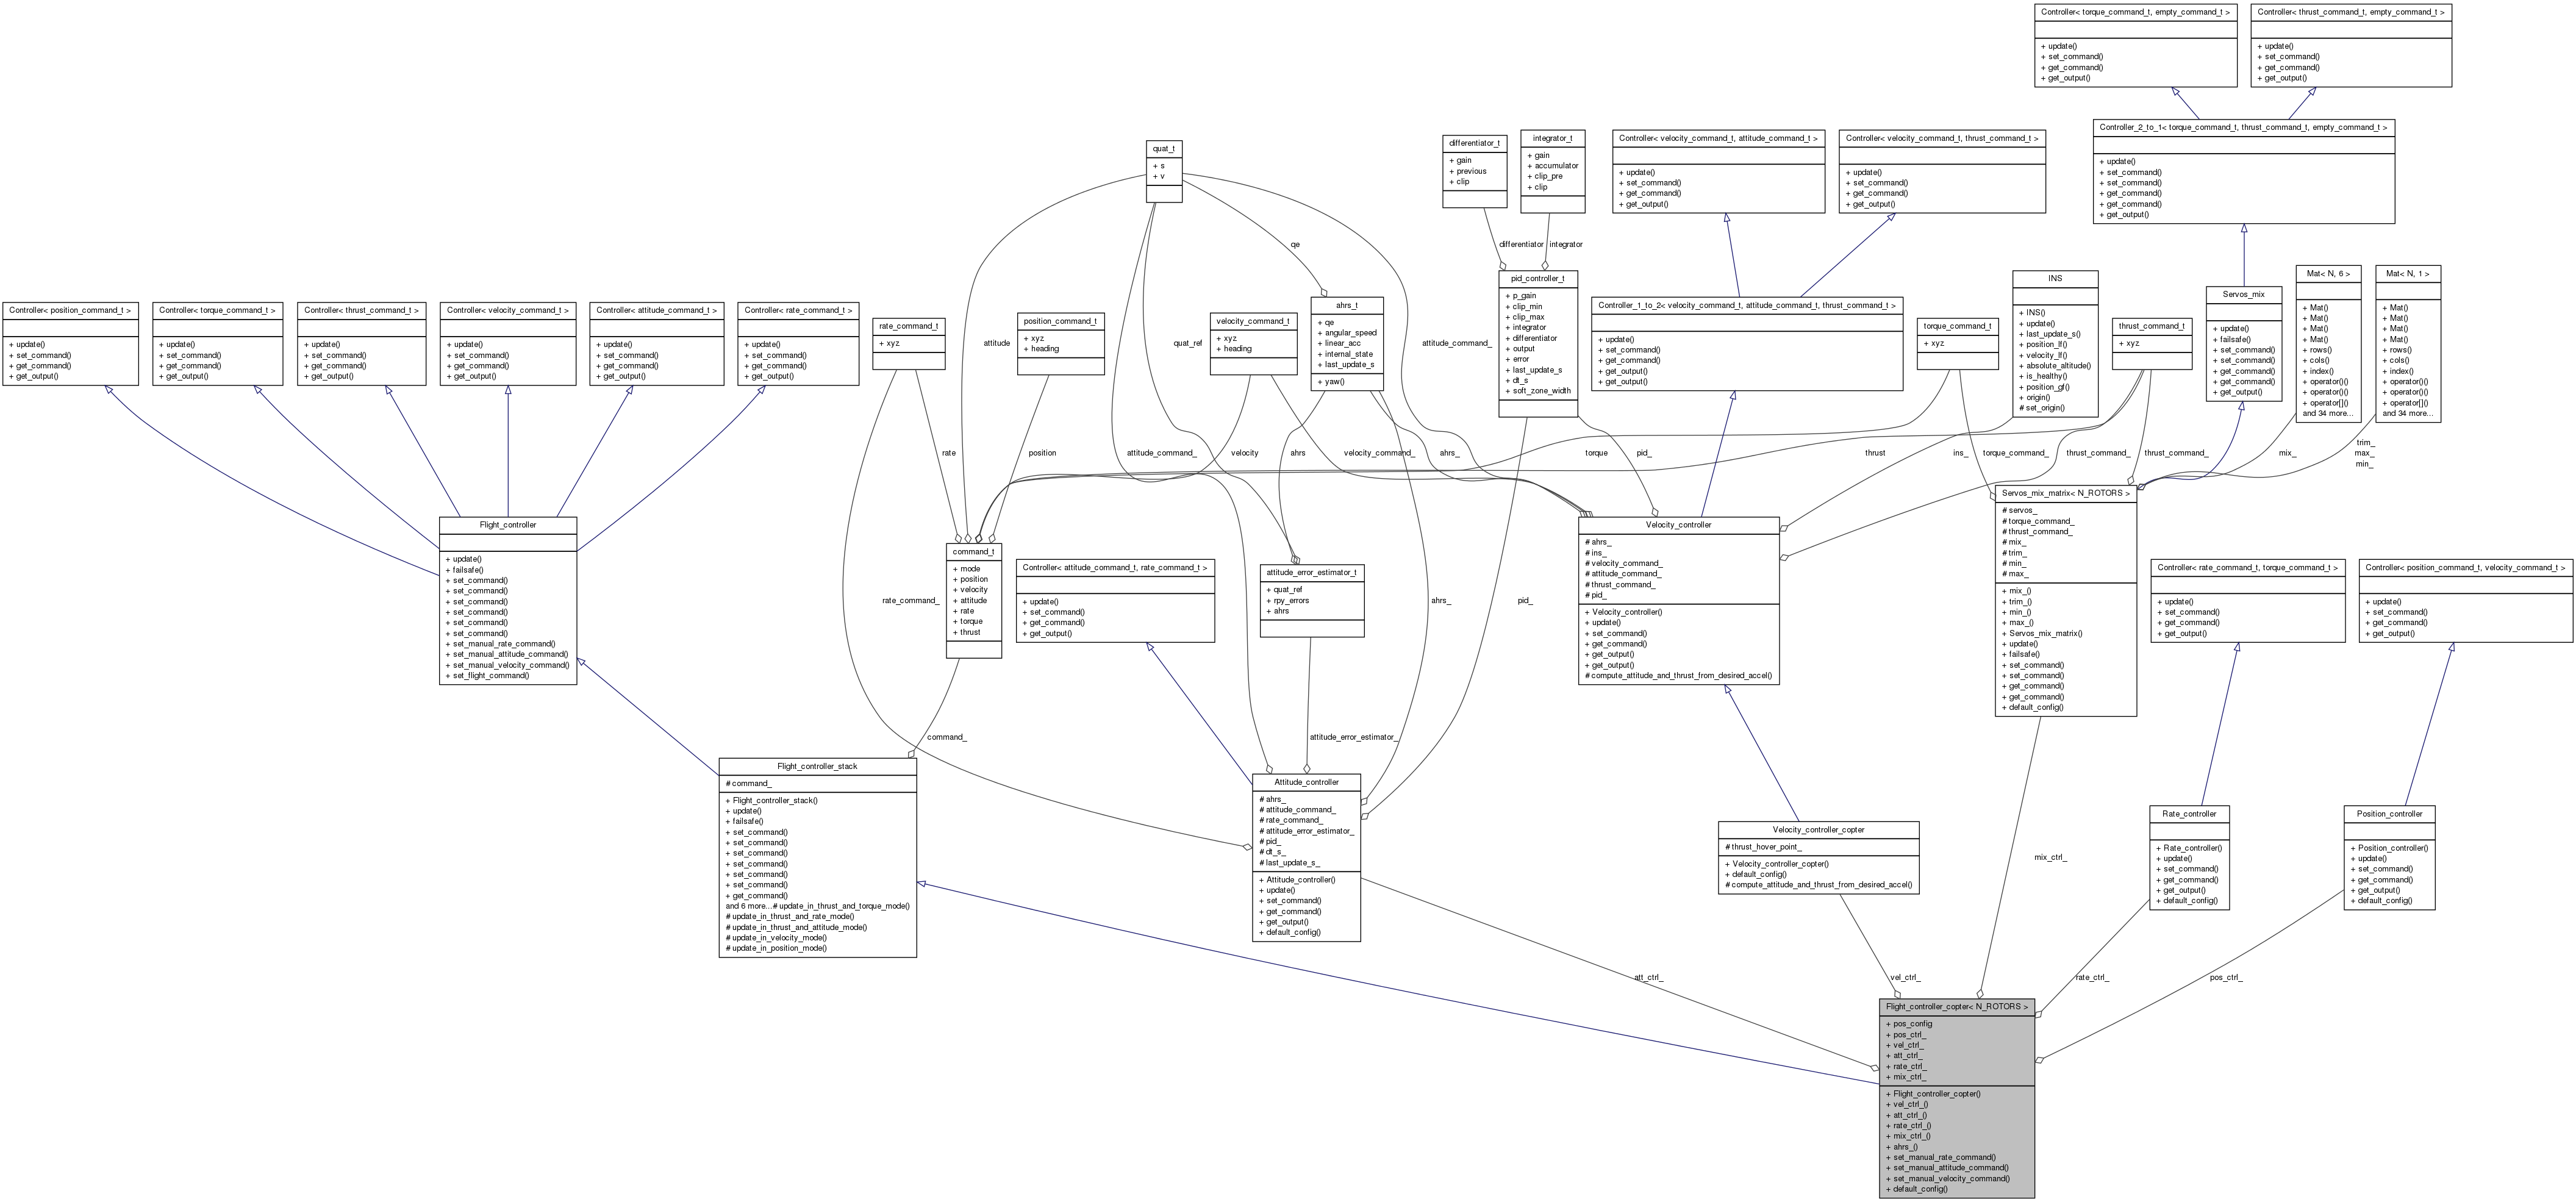 Controller< torque_command_t, empty_command_t >
+ update()
+ set_command()
+ get_command()
+ get_output()
Controller< thrust_command_t, empty_command_t >
+ update()
+ set_command()
+ get_command()
+ get_output()
Controller_2_to_1< torque_command_t, thrust_command_t, empty_command_t >
+ update()
+ set_command()
+ set_command()
+ get_command()
+ get_command()
+ get_output()
quat_t
+ s
+ v
differentiator_t
+ gain
+ previous
+ clip
integrator_t
+ gain
+ accumulator
+ clip_pre
+ clip
Controller< velocity_command_t, attitude_command_t >
+ update()
+ set_command()
+ get_command()
+ get_output()
Controller< velocity_command_t, thrust_command_t >
+ update()
+ set_command()
+ get_command()
+ get_output()
qe
differentiator
integrator
Controller< position_command_t >
+ update()
+ set_command()
+ get_command()
+ get_output()
Controller< torque_command_t >
+ update()
+ set_command()
+ get_command()
+ get_output()
Controller< thrust_command_t >
+ update()
+ set_command()
+ get_command()
+ get_output()
Controller< velocity_command_t >
+ update()
+ set_command()
+ get_command()
+ get_output()
Controller< attitude_command_t >
+ update()
+ set_command()
+ get_command()
+ get_output()
Controller< rate_command_t >
+ update()
+ set_command()
+ get_command()
+ get_output()
rate_command_t
+ xyz
attitude
position_command_t
+ xyz
+ heading
quat_ref
velocity_command_t
+ xyz
+ heading
ahrs_t
+ qe
+ angular_speed
+ linear_acc
+ internal_state
+ last_update_s
+ yaw()
attitude_command_
pid_controller_t
+ p_gain
+ clip_min
+ clip_max
+ integrator
+ differentiator
+ output
+ error
+ last_update_s
+ dt_s
+ soft_zone_width
Controller_1_to_2< velocity_command_t, attitude_command_t, thrust_command_t >
+ update()
+ set_command()
+ get_command()
+ get_output()
+ get_output()
torque_command_t
+ xyz
INS
+ INS()
+ update()
+ last_update_s()
+ position_lf()
+ velocity_lf()
+ absolute_altitude()
+ is_healthy()
+ position_gf()
+ origin()
# set_origin()
thrust_command_t
+ xyz
Servos_mix
+ update()
+ failsafe()
+ set_command()
+ set_command()
+ get_command()
+ get_command()
+ get_output()
Mat< N, 6 >
+ Mat()
+ Mat()
+ Mat()
+ Mat()
+ rows()
+ cols()
+ index()
+ operator()()
+ operator()()
+ operator[]()
and 34 more...
Mat< N, 1 >
+ Mat()
+ Mat()
+ Mat()
+ Mat()
+ rows()
+ cols()
+ index()
+ operator()()
+ operator()()
+ operator[]()
and 34 more...
rate
position
attitude_command_
velocity
ahrs
velocity_command_
ahrs_
torque
pid_
thrust
ins_
torque_command_
thrust_command_
thrust_command_
mix_
trim_
max_
min_
Flight_controller
+ update()
+ failsafe()
+ set_command()
+ set_command()
+ set_command()
+ set_command()
+ set_command()
+ set_command()
+ set_manual_rate_command()
+ set_manual_attitude_command()
+ set_manual_velocity_command()
+ set_flight_command()
rate_command_
command_t
+ mode
+ position
+ velocity
+ attitude
+ rate
+ torque
+ thrust
Controller< attitude_command_t, rate_command_t >
+ update()
+ set_command()
+ get_command()
+ get_output()
attitude_error_estimator_t
+ quat_ref
+ rpy_errors
+ ahrs
ahrs_
pid_
Velocity_controller
# ahrs_
# ins_
# velocity_command_
# attitude_command_
# thrust_command_
# pid_
+ Velocity_controller()
+ update()
+ set_command()
+ get_command()
+ get_output()
+ get_output()
# compute_attitude_and_thrust_from_desired_accel()
Servos_mix_matrix< N_ROTORS >
# servos_
# torque_command_
# thrust_command_
# mix_
# trim_
# min_
# max_
+ mix_()
+ trim_()
+ min_()
+ max_()
+ Servos_mix_matrix()
+ update()
+ failsafe()
+ set_command()
+ set_command()
+ get_command()
+ get_command()
+ default_config()
Controller< rate_command_t, torque_command_t >
+ update()
+ set_command()
+ get_command()
+ get_output()
Controller< position_command_t, velocity_command_t >
+ update()
+ set_command()
+ get_command()
+ get_output()
command_
attitude_error_estimator_
Flight_controller_stack
# command_
+ Flight_controller_stack()
+ update()
+ failsafe()
+ set_command()
+ set_command()
+ set_command()
+ set_command()
+ set_command()
+ set_command()
+ get_command()
and 6 more...# update_in_thrust_and_torque_mode()
# update_in_thrust_and_rate_mode()
# update_in_thrust_and_attitude_mode()
# update_in_velocity_mode()
# update_in_position_mode()
Attitude_controller
# ahrs_
# attitude_command_
# rate_command_
# attitude_error_estimator_
# pid_
# dt_s_
# last_update_s_
+ Attitude_controller()
+ update()
+ set_command()
+ get_command()
+ get_output()
+ default_config()
Velocity_controller_copter
# thrust_hover_point_
+ Velocity_controller_copter()
+ default_config()
# compute_attitude_and_thrust_from_desired_accel()
mix_ctrl_
Rate_controller
+ Rate_controller()
+ update()
+ set_command()
+ get_command()
+ get_output()
+ default_config()
Position_controller
+ Position_controller()
+ update()
+ set_command()
+ get_command()
+ get_output()
+ default_config()
att_ctrl_
vel_ctrl_
rate_ctrl_
pos_ctrl_
Flight_controller_copter< N_ROTORS >
+ pos_config
+ pos_ctrl_
+ vel_ctrl_
+ att_ctrl_
+ rate_ctrl_
+ mix_ctrl_
+ Flight_controller_copter()
+ vel_ctrl_()
+ att_ctrl_()
+ rate_ctrl_()
+ mix_ctrl_()
+ ahrs_()
+ set_manual_rate_command()
+ set_manual_attitude_command()
+ set_manual_velocity_command()
+ default_config()